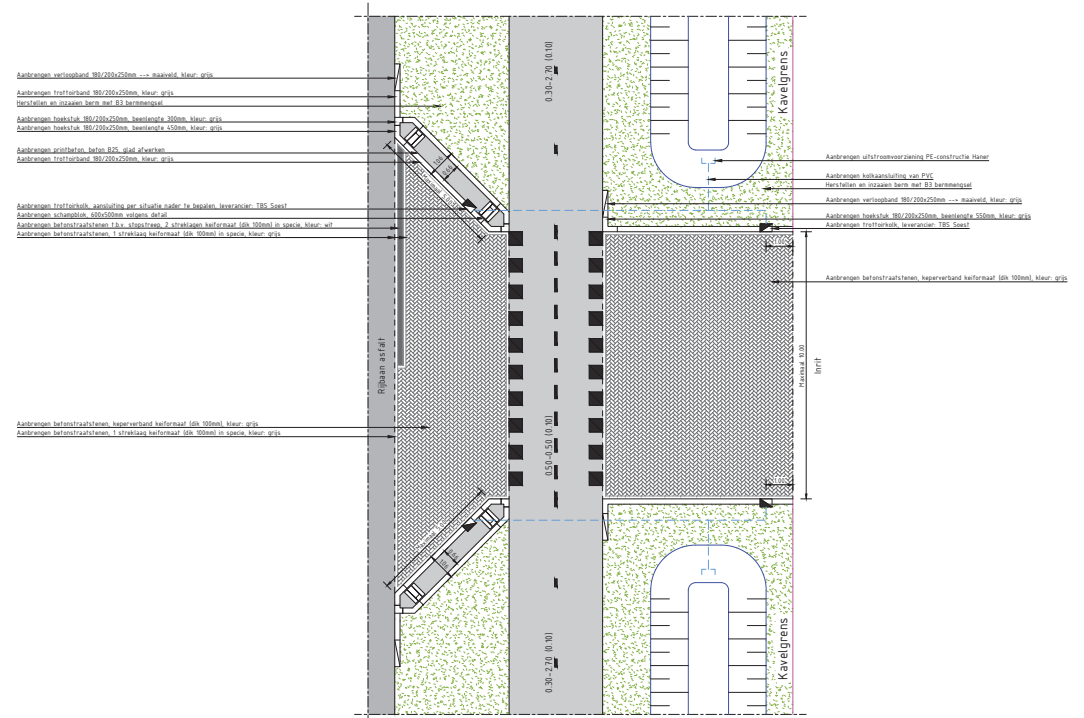 Aanbrengen verloopband 180/200x250mm --> maaiveld, kleur: grijs
Aanbrengen trottoirband 180/200x250mm, kleur: grijs
Herstellen en inzaaien berm met B3 bermmengsel
Aanbrengen hoekstuk 180/200x250mm, beenlengte 300mm, kleur: grijs
Aanbrengen hoekstuk 180/200x250mm, beenlengte 450mm, kleur: grijs
Aanbrengen printbeton, beton B25, glad afwerken
Aanbrengen trottoirband 180/200x250mm, kleur: grijs
Aanbrengen trottoirkolk, aansluiting per situatie nader te bepalen, leverancier: TBS Soest
Aanbrengen schampblok, 600x500mm volgens detail
Aanbrengen betonstraatstenen t.b.v. stopstreep, 2 streklagen keiformaat (dik 100mm) in specie, kleur: wit
Aanbrengen betonstraatstenen, 1 streklaag keiformaat (dik 100mm) in specie, kleur: grijs
Aanbrengen betonstraatstenen, keperverband keiformaat (dik 100mm), kleur: grijs
Aanbrengen betonstraatstenen, 1 streklaag keiformaat (dik 100mm) in specie, kleur: grijs
Rijbaan asfalt
0.30-2.70 (0.10)
0.50-0.50 (0.10)
0.30-2.70 (0.10)
Kavelgrens
Aanbrengen uitstroomvoorziening PE-constructie Haner
Aanbrengen kolkaansluiting van PVC
Herstellen en inzaaien berm met B3 bermmengsel
Aanbrengen verloopband 180/200x250mm --> maaiveld, kleur: grijs
Aanbrengen hoekstuk 180/200x250mm, beenlengte 550mm, kleur: grijs
Aanbrengen trottoirkolk, leverancier: TBS Soest
1.00
Aanbrengen betonstraatstenen, keperverband keiformaat (dik 100mm), kleur: grijs
Maximaal 10.00
Inrit
1.00
Kavelgrens